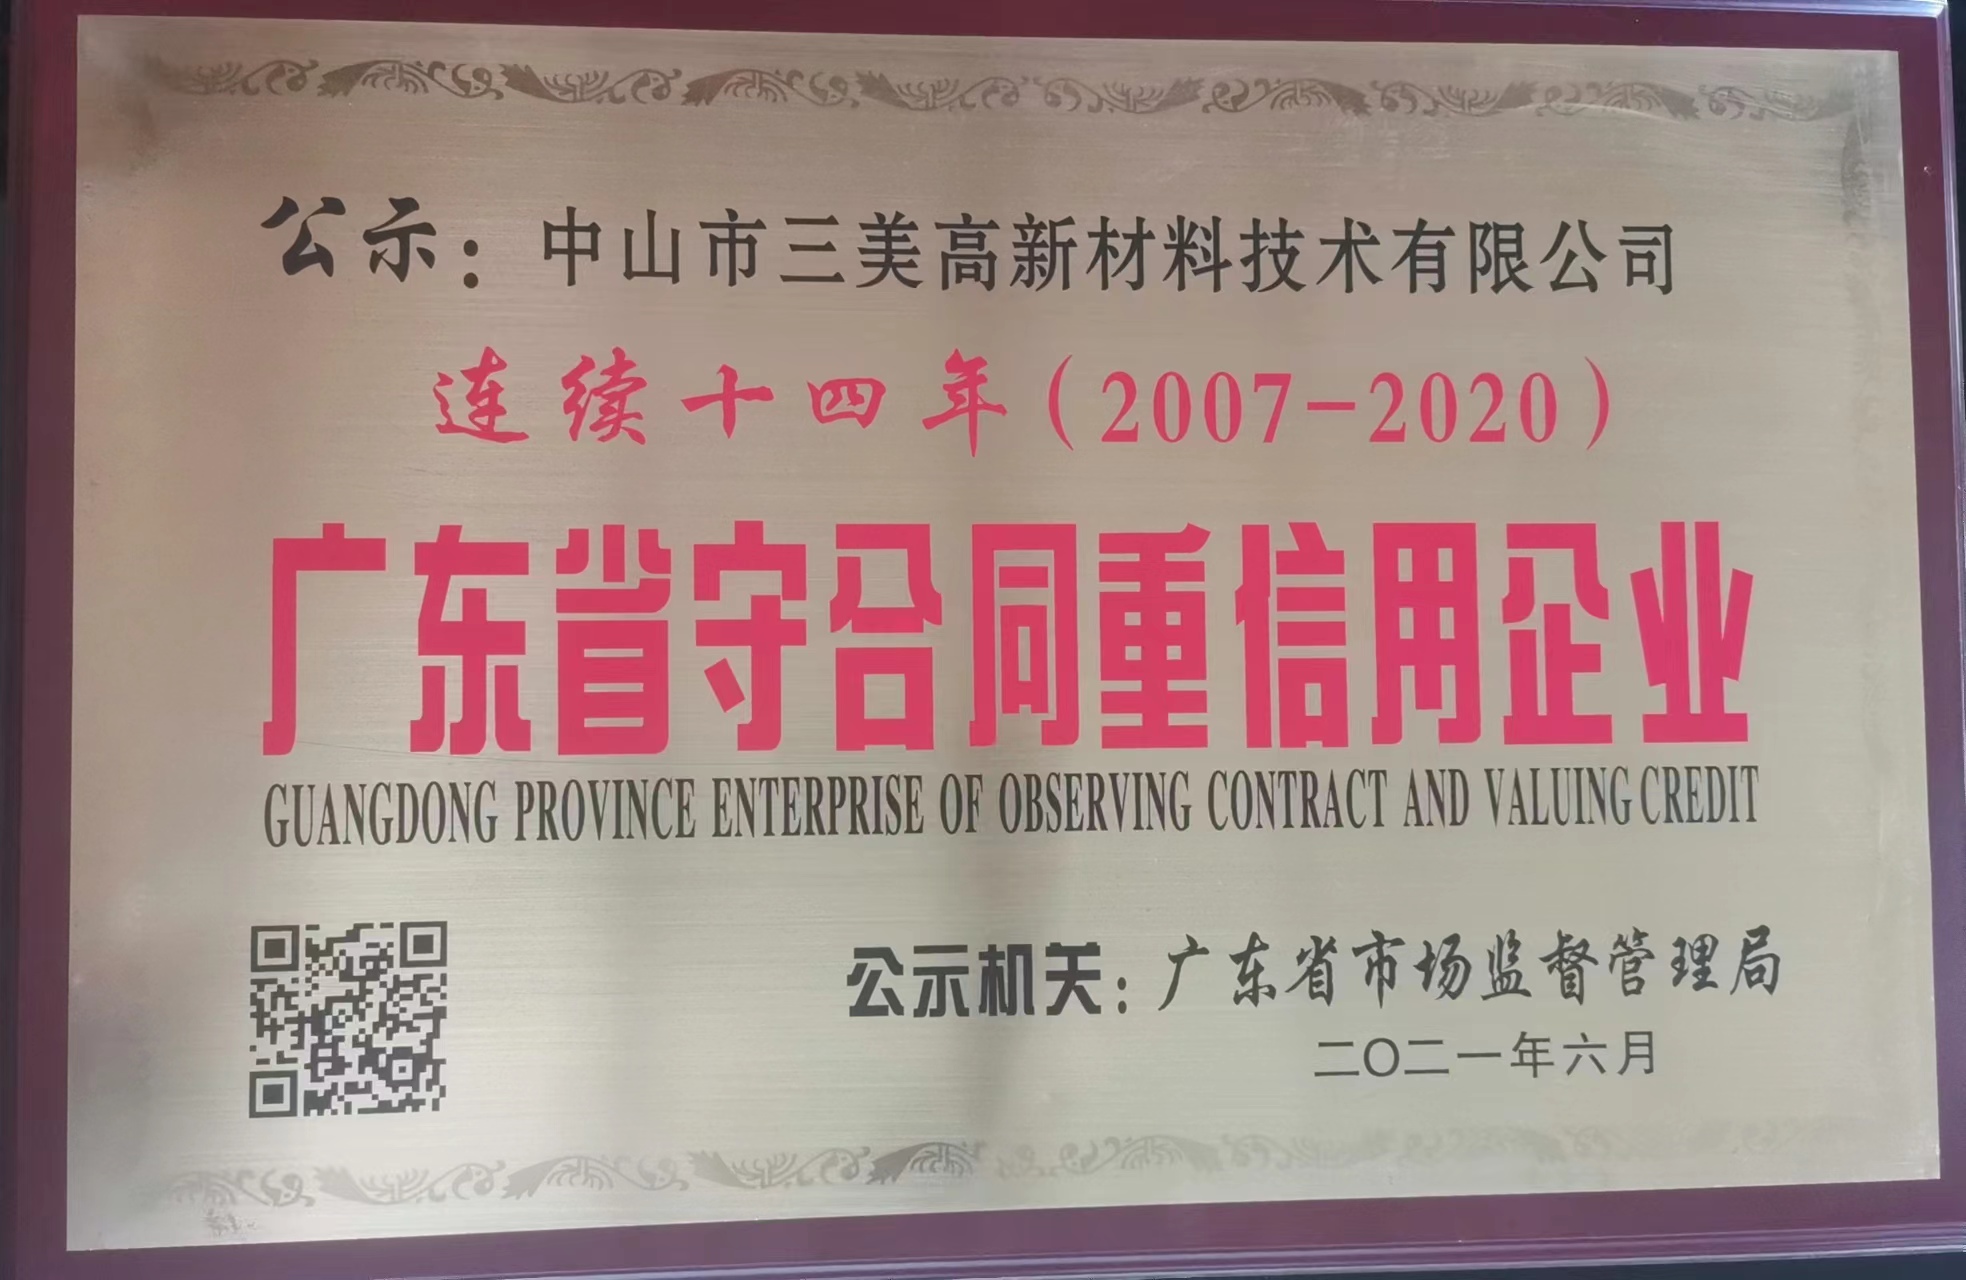 公示：中山市三美高新材料技术有限公司
连续十四年（2007-2020）
广东省守合同重信用企业
GUANGDONG PROVINCE ENTERPRISE OF OBSERVING CONTRACT AND VALUING CREDIT
公示机关：广东省市场监督管理局
二〇二一年六月